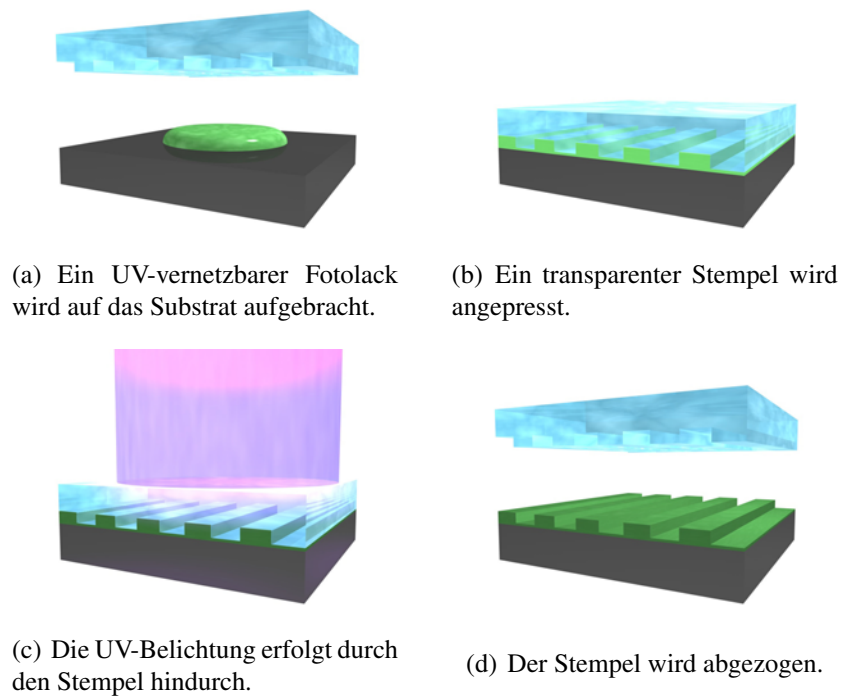 (a) Ein UV-vernetzbarer Fotolack
wird auf das Substrat aufgebracht.
(b) Ein transparenter Stempel wird
angepresst.
(c) Die UV-Belichtung erfolgt durch
den Stempel hindurch.
(d) Der Stempel wird abgezogen.